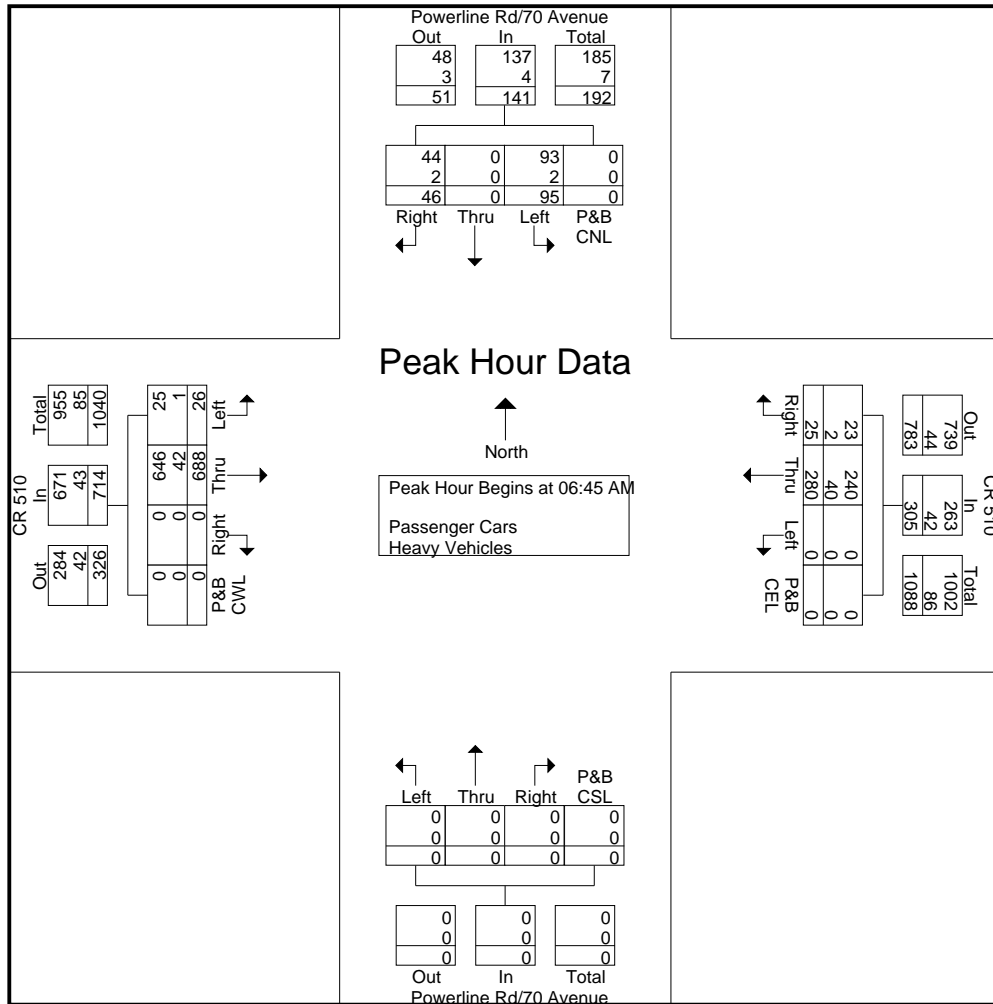 Powerline Rd/70 Avenue
Out In Total
48 137 185
3 4 7
51 141 192
44 0 93 0
2 0 2 0
46 0 95 0
Right Thru Left P&B
CNL
Peak Hour Data
North
Peak Hour Begins at 06:45 AM
Passenger Cars
Heavy Vehicles
CR 510
Out In Total
284 671 955
42 43 85
326 714 1040
25 646 0 0
1 42 0 0
26 688 0 0
Left Thru Right P&B
CWL
Right Thru Left P&B
CEL
23 240 0 0
2 40 0 0
25 280 0 0
Out In Total
739 263 1002
44 42 86
783 305 1088
CR 510
Left Thru Right P&B
CSL
0 0 0 0
0 0 0 0
0 0 0 0
0 0 0
0 0 0
0 0 0
Out In Total
Powerline Rd/70 Avenue